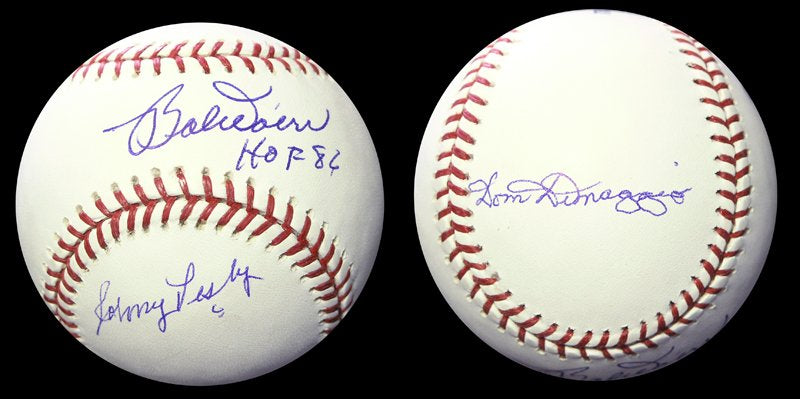 Bobby Doerr
HOF 86
Johnny Pesky
Dom DiMaggio